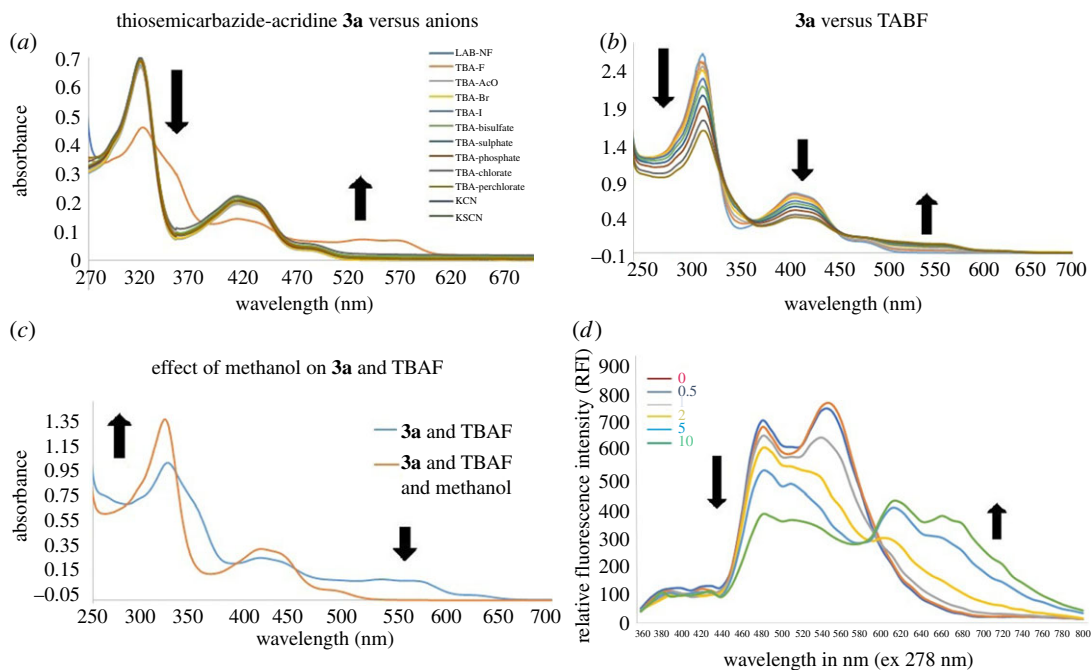 thiosemicarbazide-acridine 3a versus anions
(a)
absorbance
0.7
0.6
0.5
0.4
0.3
0.2
0.1
0
270 320 370 420 470 520 570 620 670
wavelength (nm)
LAB-NF
TBA-F
TBA-AcO
TBA-Br
TBA-I
TBA-bisulfate
TBA-sulphate
TBA-phosphate
TBA-chlorate
TBA-perchlorate
KCN
KSCN
3a versus TABF
(b)
2.4
1.9
1.4
0.9
0.4
−0.1
250 300 350 400 450 500 550 600 650 700
wavelength (nm)
(c)
effect of methanol on 3a and TBAF
absorbance
1.35
1.15
0.95
0.75
0.55
0.35
0.15
−0.05
250 300 350 400 450 500 550 600 650 700
wavelength (nm)
3a and TBAF
3a and TBAF
and methanol
(d)
relative fluorescence intensity (RFI)
900
800
700
600
500
400
300
200
100
0
0
0.5
1
2
5
10
360 380 400 420 440 460 480 500 520 540 560 580 600 620 640 660 680 700 720 740 760 780 800
wavelength in nm (ex 278 nm)